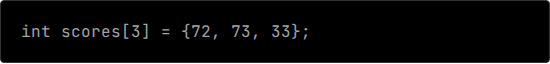 int scores[3] = {72, 73, 33};